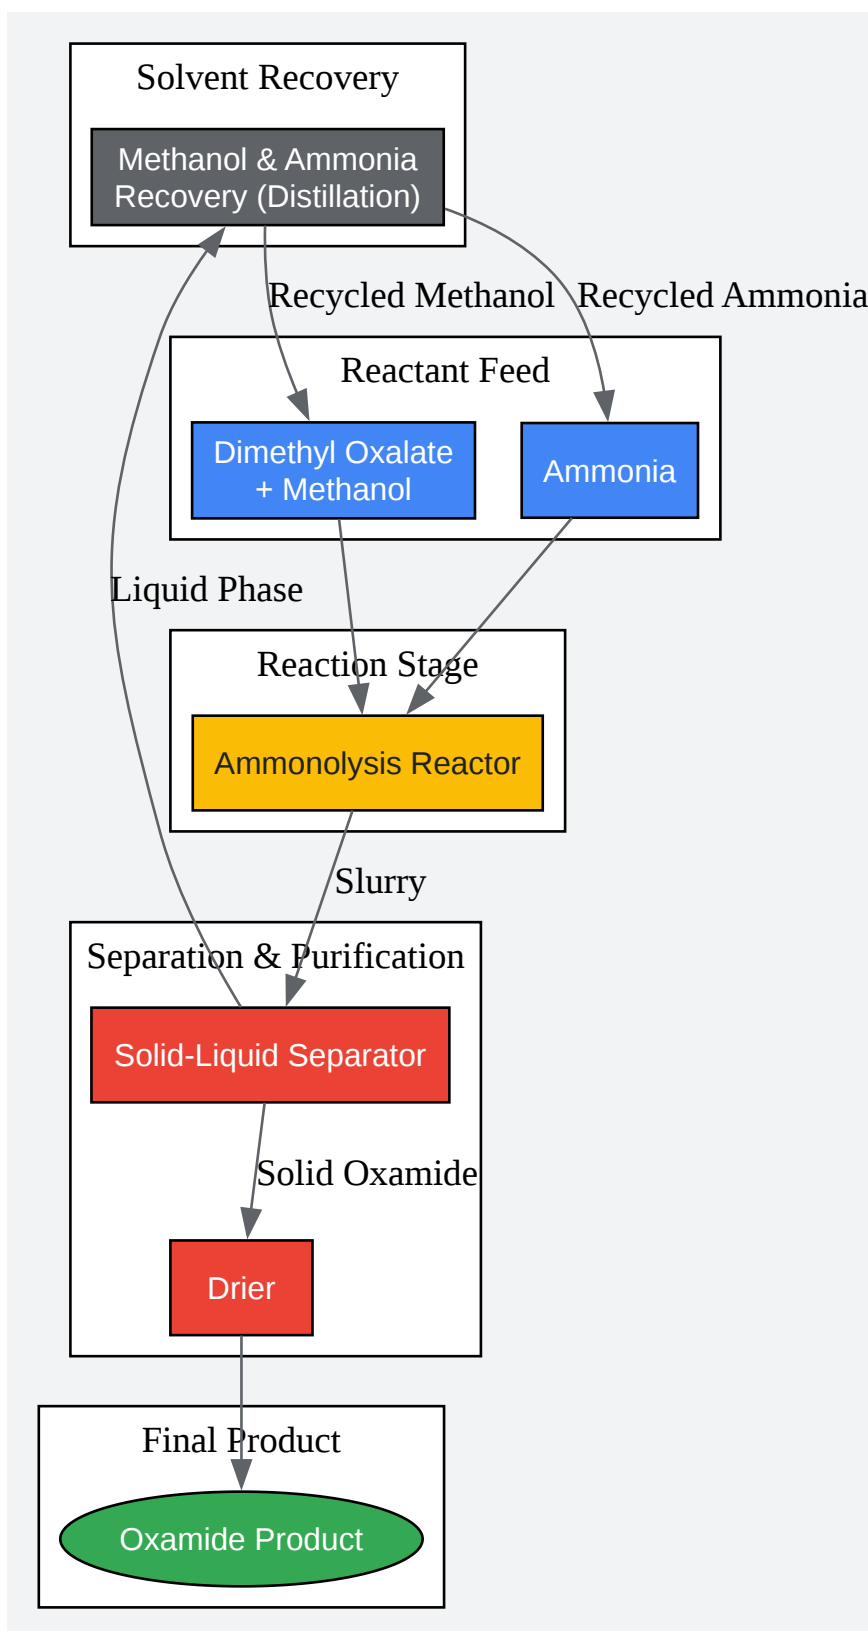 Solvent Recovery
Methanol & Ammonia
Recovery (Distillation)
Recycled Methanol
Recycled Ammonia
Reactant Feed
Dimethyl Oxalate
+ Methanol
Ammonia
Liquid Phase
Reaction Stage
Ammonolysis Reactor
Slurry
Separation & Purification
Solid-Liquid Separator
Solid Oxamide
Drier
Final Product
Oxamide Product